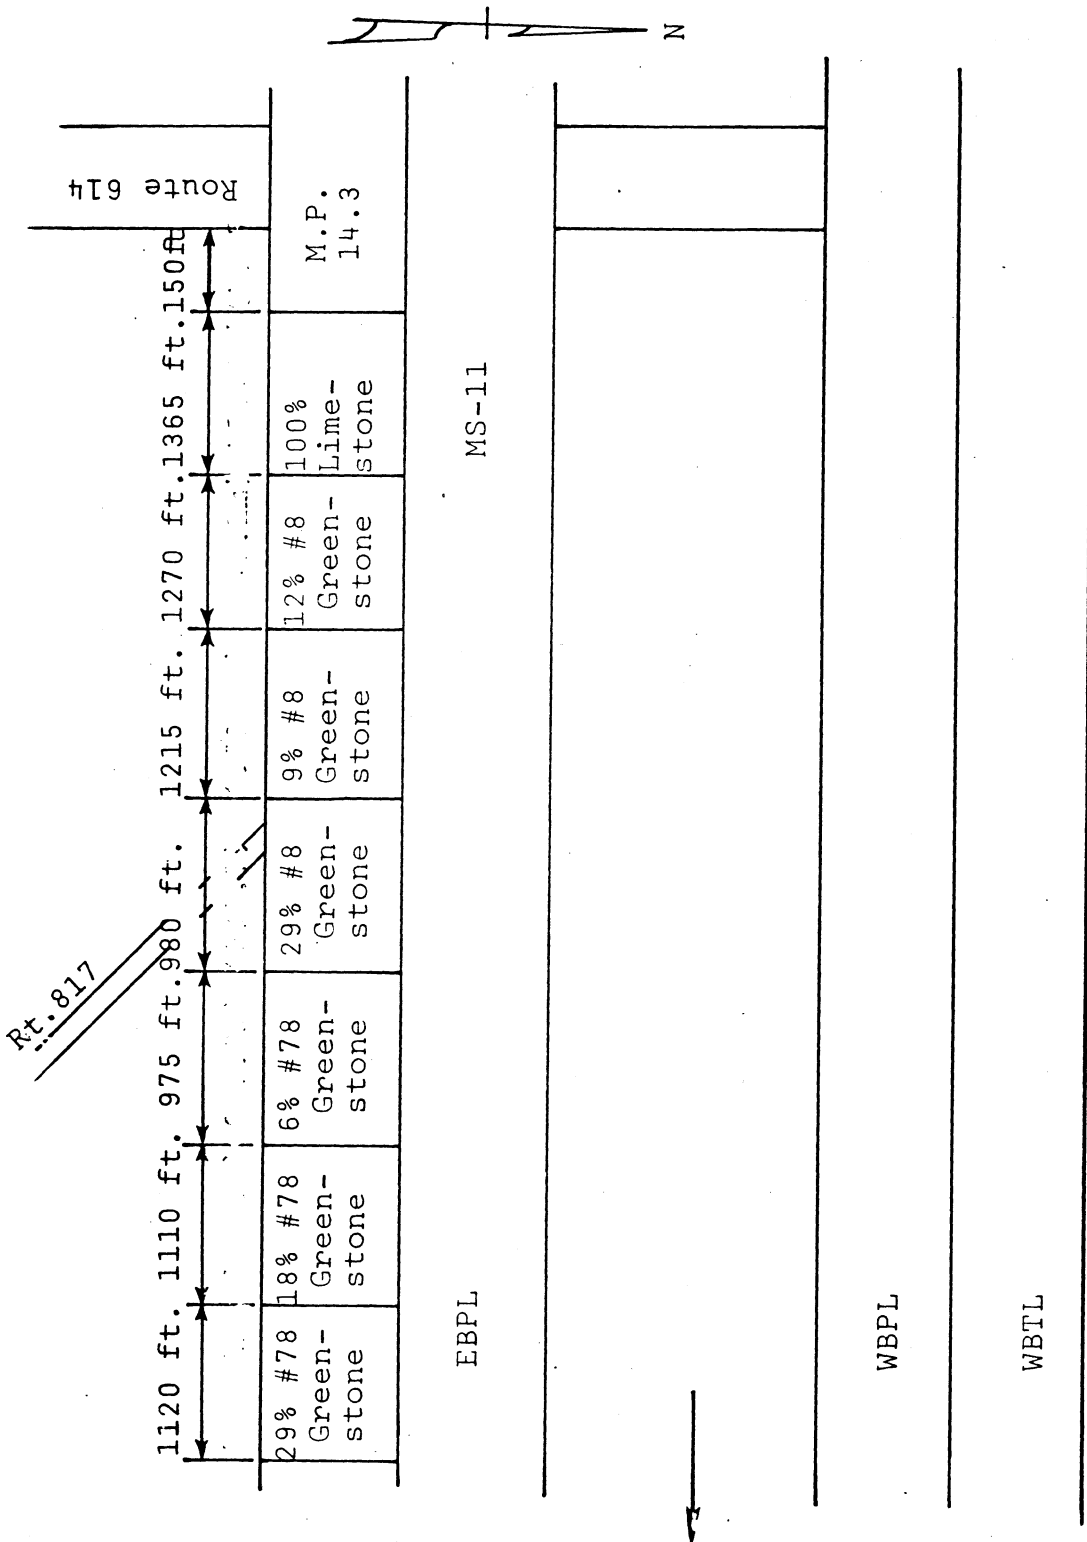 N
Route 614
1120 ft.
1110 ft.
975 ft.
980 ft.
1215 ft.
1270 ft.
1365 ft.
150ft
Rt.817
29% #78
Green-
stone
18% #78
Green-
stone
6% #78
Green-
stone
29% #8
Green-
stone
9% #8
Green-
stone
12% #8
Green-
stone
100%
Lime-
stone
M.P.
14.3
EBPL
MS-11
WBPL
WBTL